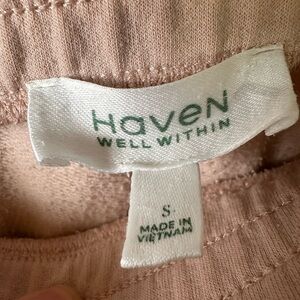 Haven
WELL WITHIN
S
MADE IN
VIETNAM